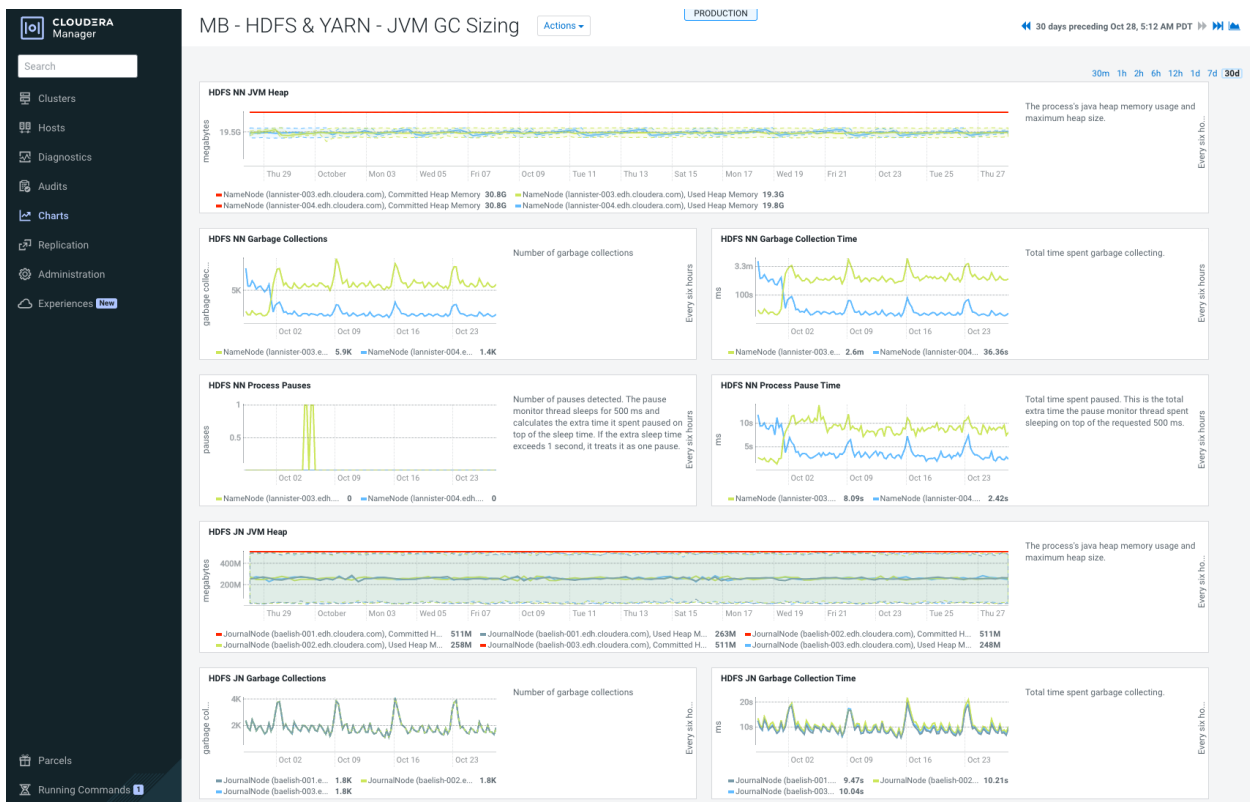 CLOUDERA
Manager
Search
Clusters
Hosts
Diagnostics
Audits
Charts
Replication
Administration
Experiences New
Parcels
Running Commands 1
MB - HDFS & YARN - JVM GC Sizing
Actions
PRODUCTION
30 days preceding Oct 28, 5:12 AM PDT
30m 1h 2h 6h 12h 1d 7d 30d
HDFS NN JVM Heap
The process's java heap memory usage and
maximum heap size.
megabytes
19.5G
Every six ho...
Thu 29 October Mon 03 Wed 05 Fri 07 Oct 09 Tue 11 Thu 13 Sat 15 Mon 17 Wed 19 Fri 21 Oct 23 Tue 25 Thu 27
NameNode (lannister-003.edh.cloudera.com), Committed Heap Memory 30.8G NameNode (lannister-003.edh.cloudera.com), Used Heap Memory 19.3G
NameNode (lannister-004.edh.cloudera.com), Committed Heap Memory 30.8G NameNode (lannister-004.edh.cloudera.com), Used Heap Memory 19.8G
HDFS NN Garbage Collections
Number of garbage collections
garbage collec...
5K
Every six hours
Oct 02 Oct 09 Oct 16 Oct 23
NameNode (lannister-003.e... 5.9K NameNode (lannister-004.e... 1.4K
HDFS NN Garbage Collection Time
Total time spent garbage collecting.
ms
3.3m
100s
Every six hours
Oct 02 Oct 09 Oct 16 Oct 23
NameNode (lannister-003.e... 2.6m NameNode (lannister-004... 36.36s
HDFS NN Process Pauses
Number of pauses detected. The pause
monitor thread sleeps for 500 ms and
calculates the extra time it spent paused on
top of the sleep time. If the extra sleep time
exceeds 1 second, it treats it as one pause.
pauses
1
0.5
Every six hours
Oct 02 Oct 09 Oct 16 Oct 23
NameNode (lannister-003.edh.... 0 NameNode (lannister-004.edh.... 0
HDFS NN Process Pause Time
Total time spent paused. This is the total
extra time the pause monitor thread spent
sleeping on top of the requested 500 ms.
ms
10s
5s
Every six hours
Oct 02 Oct 09 Oct 16 Oct 23
NameNode (lannister-003.... 8.09s NameNode (lannister-004.... 2.42s
HDFS JN JVM Heap
The process's java heap memory usage and
maximum heap size.
megabytes
400M
200M
Every six ho...
Thu 29 October Mon 03 Wed 05 Fri 07 Oct 09 Tue 11 Thu 13 Sat 15 Mon 17 Wed 19 Fri 21 Oct 23 Tue 25 Thu 27
JournalNode (baelish-001.edh.cloudera.com), Committed H... 511M JournalNode (baelish-001.edh.cloudera.com), Used Heap M... 263M JournalNode (baelish-002.edh.cloudera.com), Committed H... 511M
JournalNode (baelish-002.edh.cloudera.com), Used Heap M... 258M JournalNode (baelish-003.edh.cloudera.com), Committed H... 511M JournalNode (baelish-003.edh.cloudera.com), Used Heap M... 248M
HDFS JN Garbage Collections
Number of garbage collections
garbage col...
4K
2K
Every six ho...
Oct 02 Oct 09 Oct 16 Oct 23
JournalNode (baelish-001.e... 1.8K JournalNode (baelish-002.e... 1.8K
JournalNode (baelish-003.e... 1.8K
HDFS JN Garbage Collection Time
Total time spent garbage collecting.
ms
20s
10s
Every six ho...
Oct 02 Oct 09 Oct 16 Oct 23
JournalNode (baelish-001.... 9.47s JournalNode (baelish-002... 10.21s
JournalNode (baelish-003... 10.04s